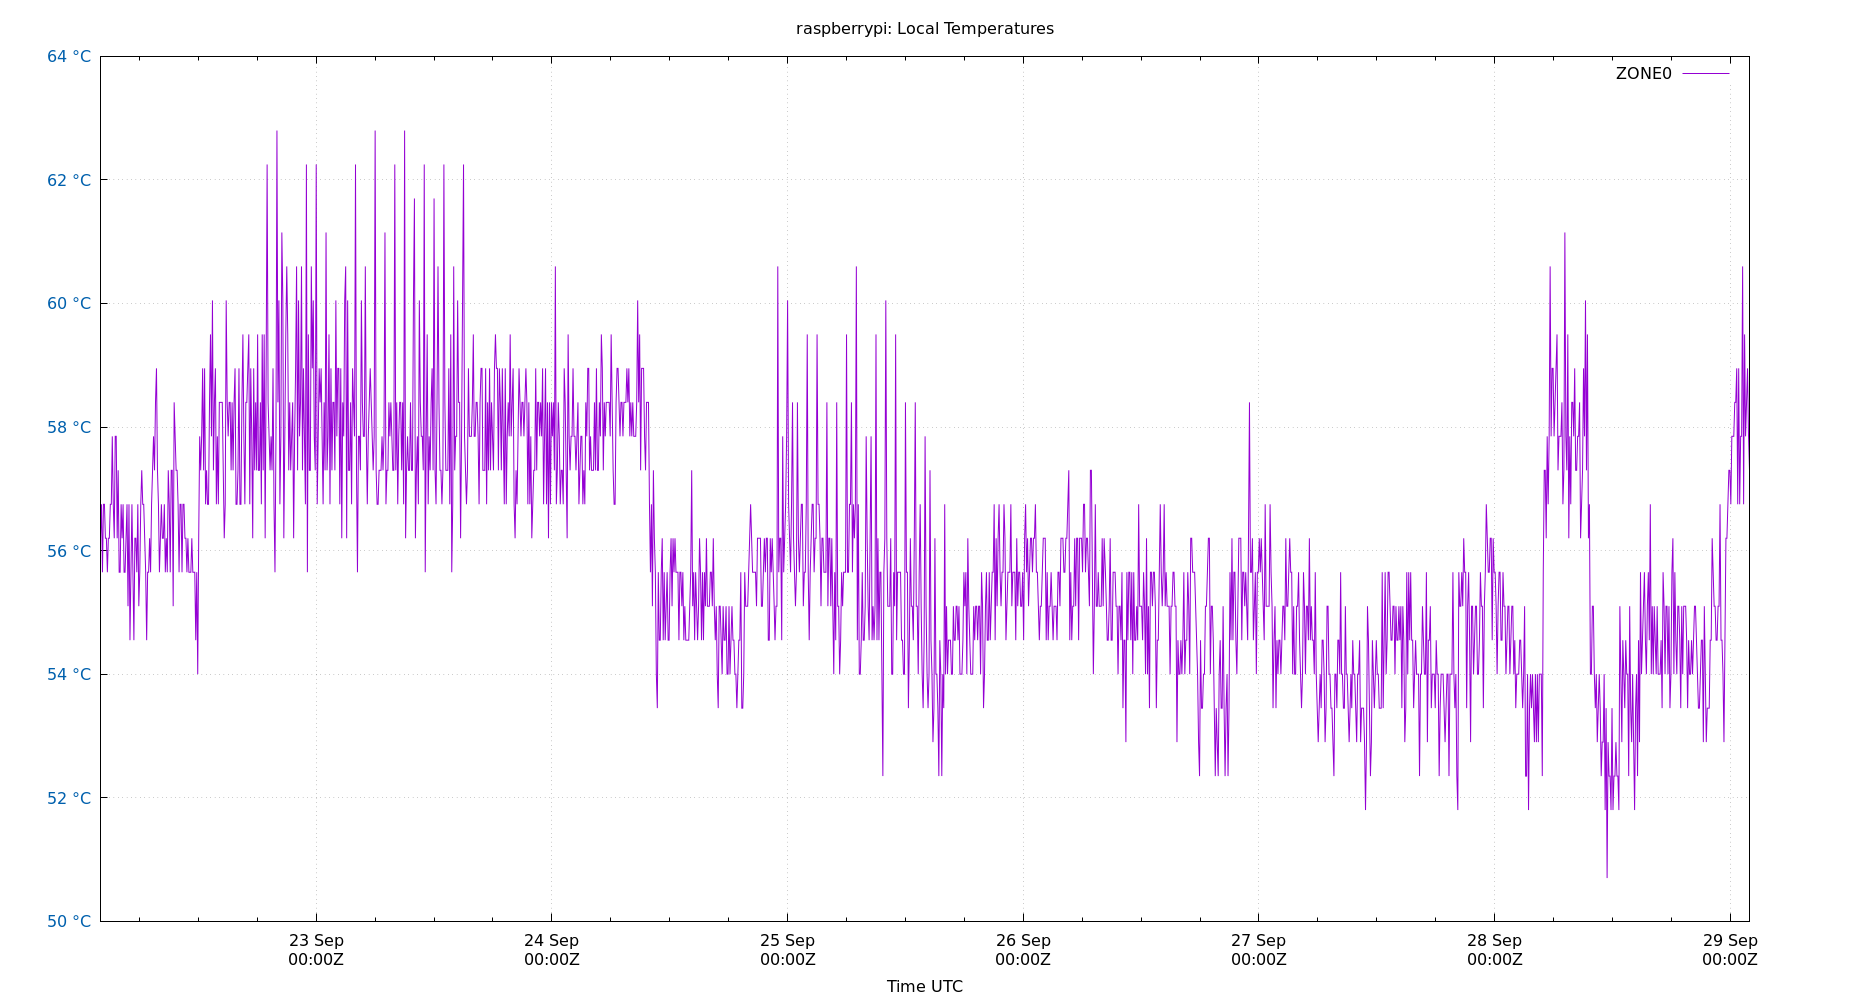 raspberrypi: Local Temperatures
64 °C
ZONE0
62 °C
60 °C
58 °C
56 °C
54 °C
52 °C
50 °C
23 Sep 24 Sep 25 Sep 26 Sep 27 Sep 28 Sep 29 Sep
00:00Z 00:00Z 00:00Z 00:00Z 00:00Z 00:00Z 00:00Z
Time UTC